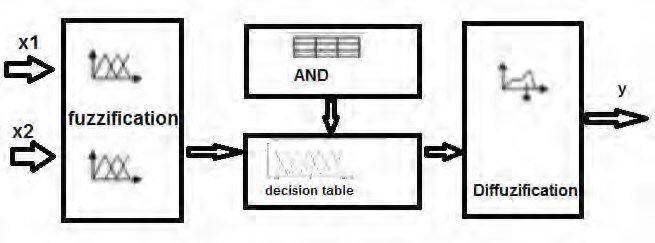 x1
x2
fuzzification
AND
decision table
Diffuzification
y